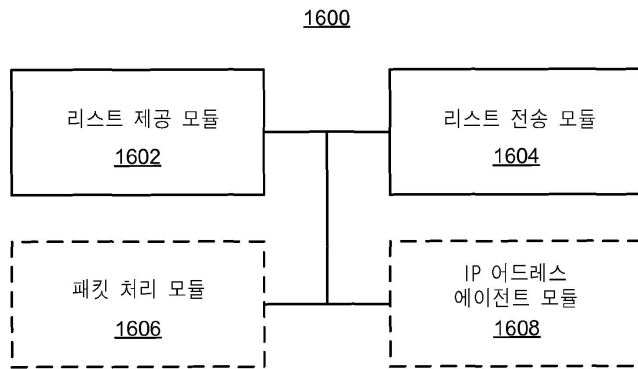 1600
리스트 제공 모듈
1602
리스트 전송 모듈
1604
패킷 처리 모듈
1606
IP 어드레스
에이전트 모듈
1608